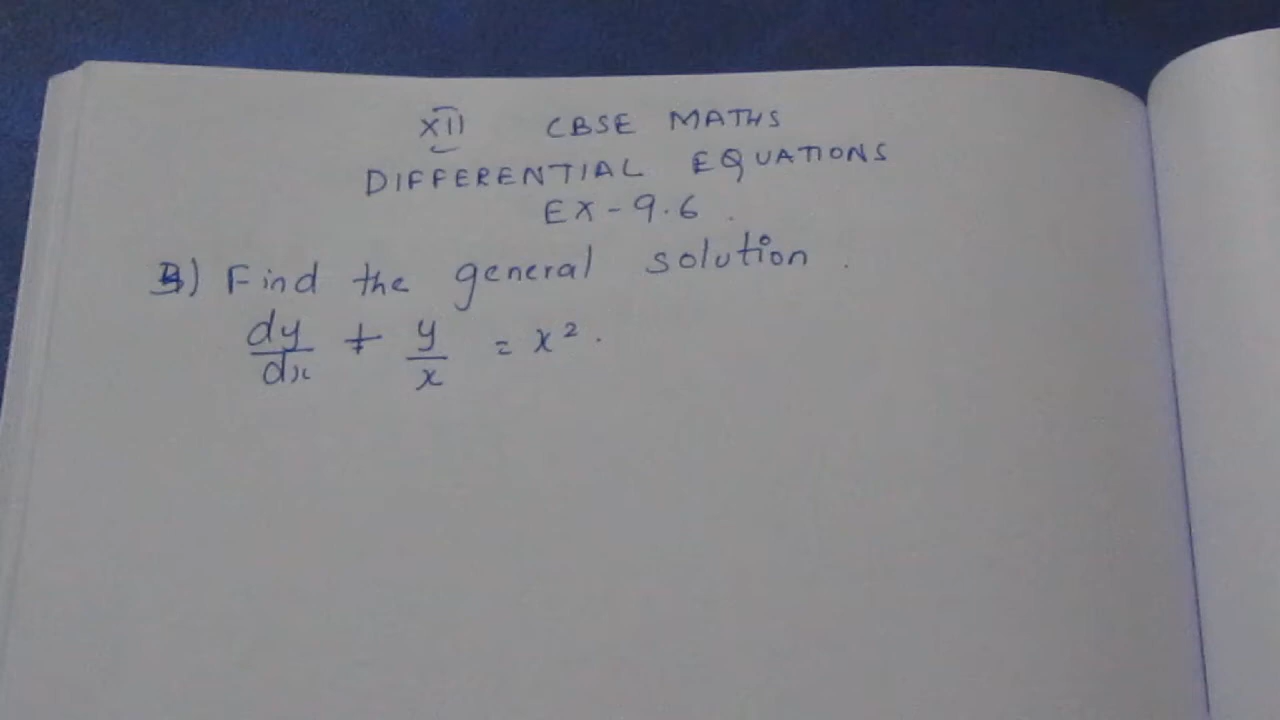 XII CBSE MATHS
DIFFERENTIAL EQUATIONS
EX-9.6.
3) Find the general solution.
dy/dx + y/x = x².